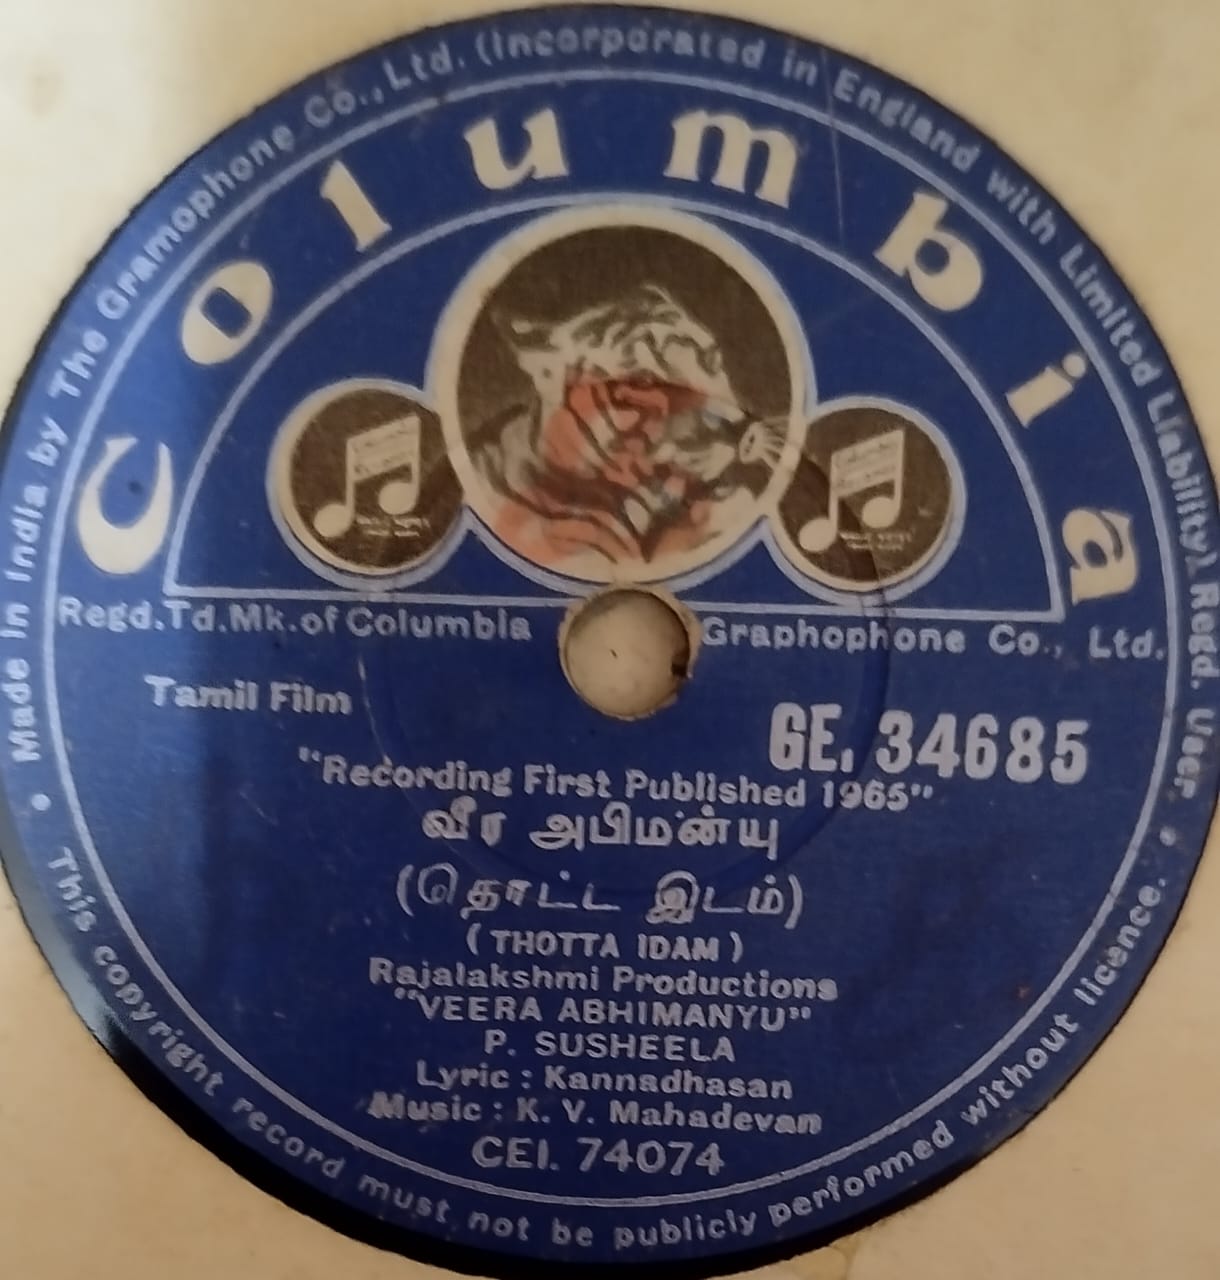 Made in India by The Gramophone Co., Ltd. (Incorporated in England with Limited Liability) Regd. User
Columbia
Regd.Td.Mk.of Columbia Graphophone Co., Ltd.
Tamil Film
GE. 34685
"Recording First Published 1965"
வீர அபிமன்யு
(தொட்ட இடம்)
(THOTTA IDAM)
Rajalakshmi Productions
"VEERA ABHIMANYU"
P. SUSHEELA
Lyric : Kannadhasan
Music : K. V. Mahadevan
CEI. 74074
This copyright record must not be publicly performed without licence.